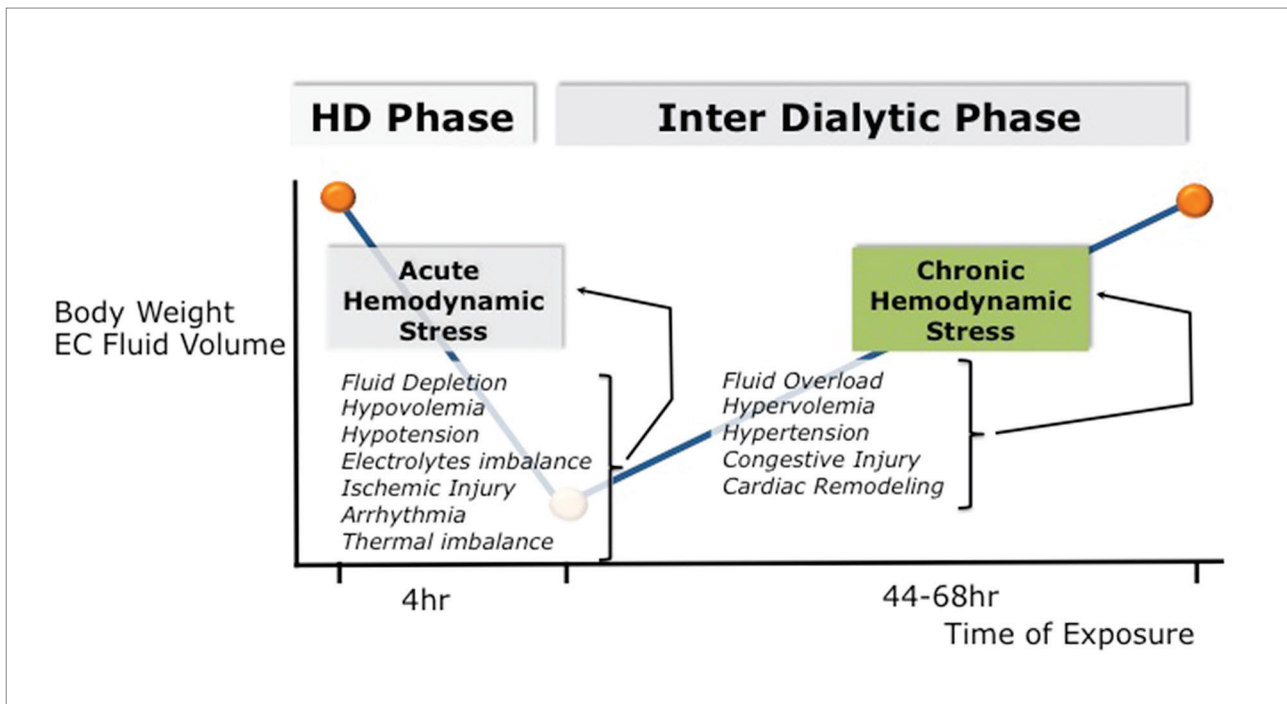 HD Phase
Inter Dialytic Phase
Body Weight
EC Fluid Volume
Acute
Hemodynamic
Stress
Fluid Depletion
Hypovolemia
Hypotension
Electrolytes imbalance
Ischemic Injury
Arrhythmia
Thermal imbalance
Chronic
Hemodynamic
Stress
Fluid Overload
Hypervolemia
Hypertension
Congestive Injury
Cardiac Remodeling
4hr
44-68hr
Time of Exposure